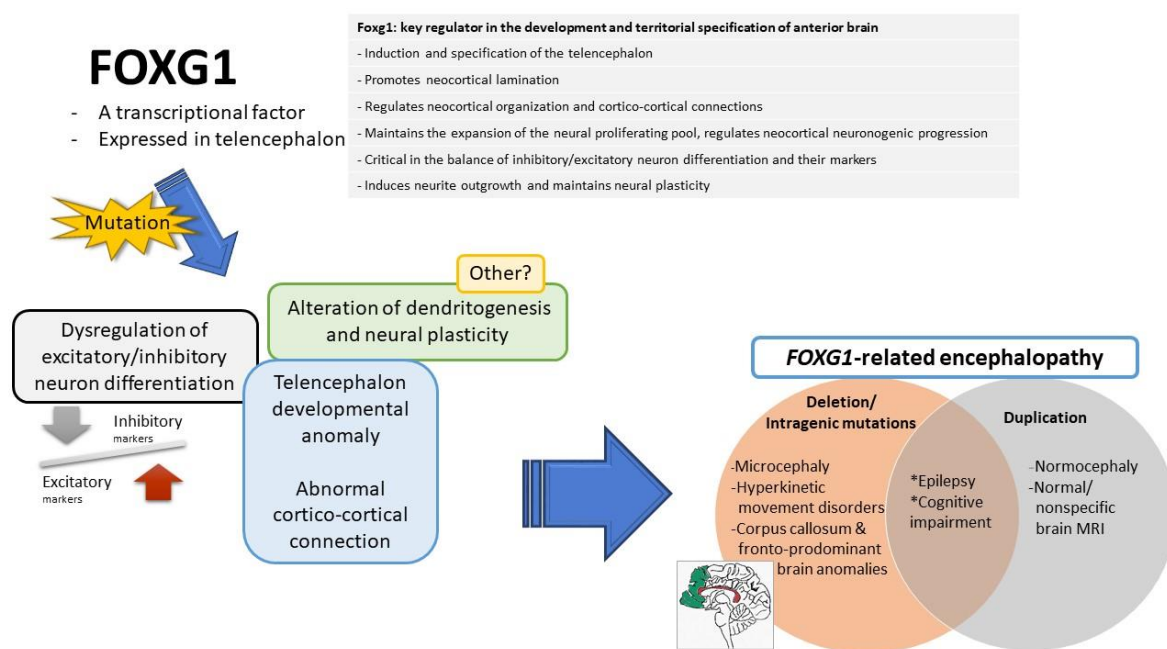 FOXG1
- A transcriptional factor
- Expressed in telencephalon
Foxg1: key regulator in the development and territorial specification of anterior brain
- Induction and specification of the telencephalon
- Promotes neocortical lamination
- Regulates neocortical organization and cortico-cortical connections
- Maintains the expansion of the neural proliferating pool, regulates neocortical neuronogenic progression
- Critical in the balance of inhibitory/excitatory neuron differentiation and their markers
- Induces neurite outgrowth and maintains neural plasticity
Mutation
Other?
Alteration of dendritogenesis
and neural plasticity
Dysregulation of
excitatory/inhibitory
neuron differentiation
Inhibitory
markers
Excitatory
markers
Telencephalon
developmental
anomaly
Abnormal
cortico-cortical
connection
FOXG1-related encephalopathy
Deletion/
Intragenic mutations
-Microcephaly
-Hyperkinetic
movement disorders
-Corpus callosum &
fronto-prodominant
brain anomalies
*Epilepsy
*Cognitive
impairment
Duplication
-Normocephaly
-Normal/
nonspecific
brain MRI